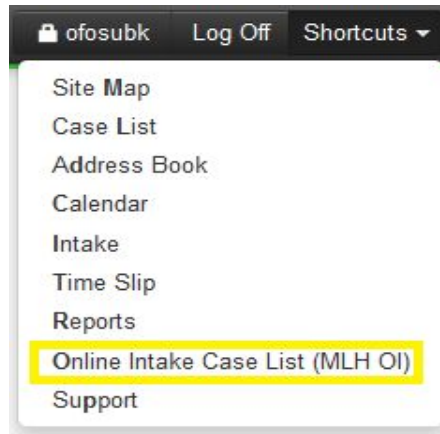 ofosubk Log Off Shortcuts
Site Map
Case List
Address Book
Calendar
Intake
Time Slip
Reports
Online Intake Case List (MLH OI)
Support